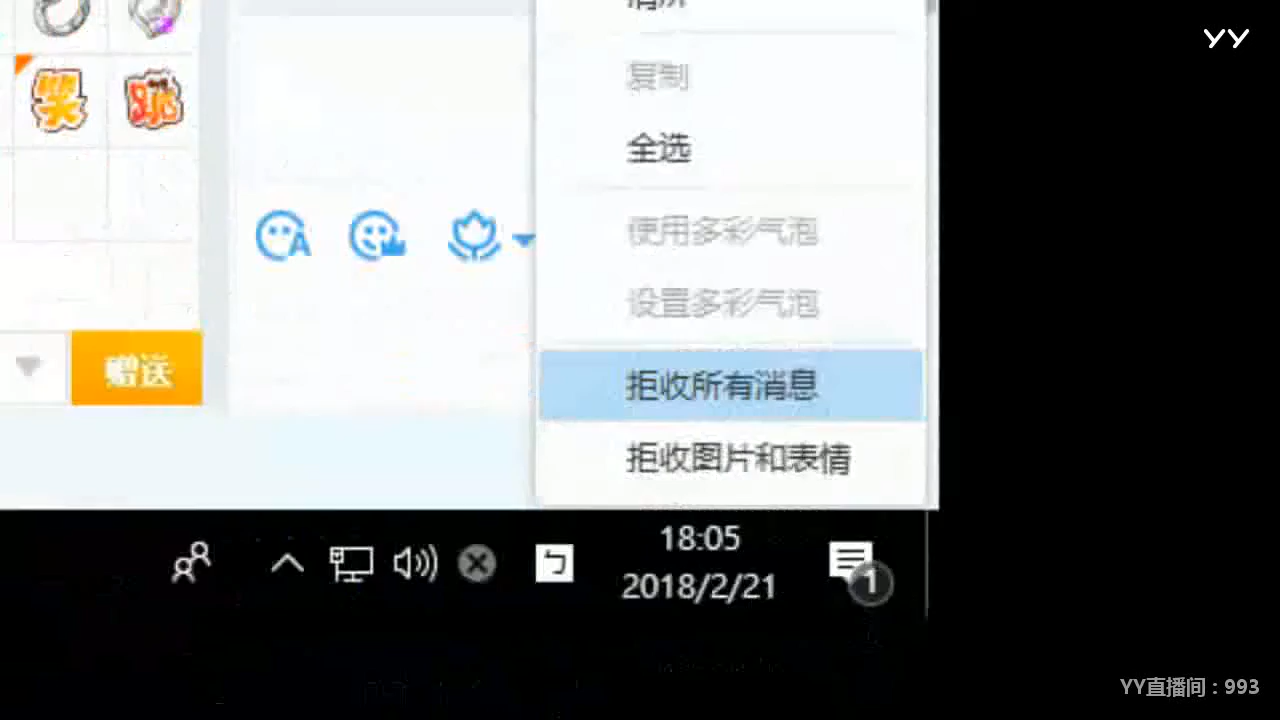 YY
复制
全选
使用多彩气泡
设置多彩气泡
拒收所有消息
拒收图片和表情
笑
跳
A
赠送
18:05
2018/2/21
1
YY直播间：993